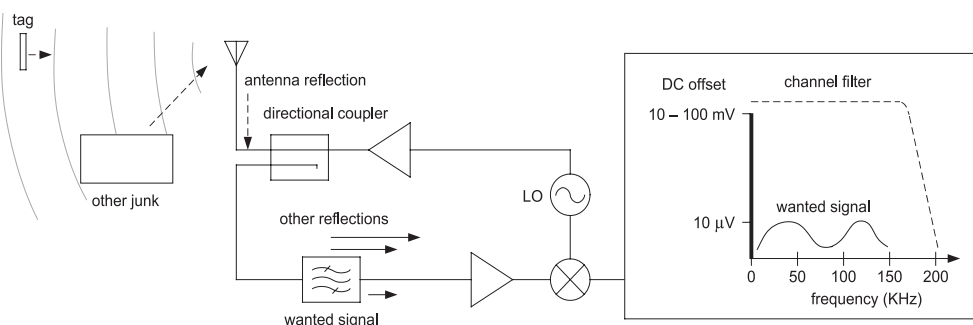 tag
other junk
antenna reflection
directional coupler
LO
other reflections
wanted signal
DC offset
channel filter
10 – 100 mV
wanted signal
10 μV
0 50 100 150 200
frequency (KHz)